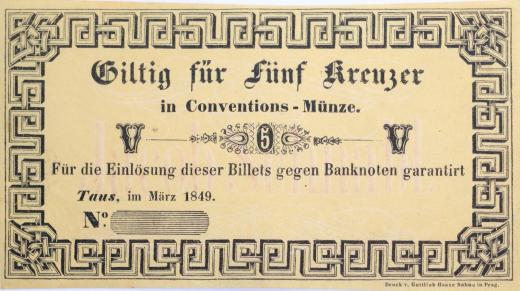 Giltig für Fünf Kreuzer
in Conventions-Münze.
V 5 V
Für die Einlösung dieser Billets gegen Banknoten garantirt
Taus, im März 1849.
No.
Druck v. Gottlieb Haase Söhne in Prag.